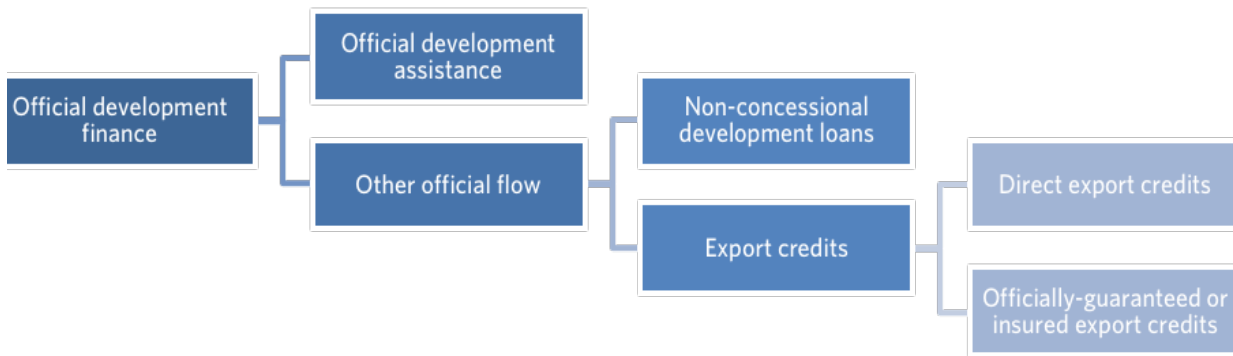 Official development
finance
Official development
assistance
Other official flow
Non-concessional
development loans
Export credits
Direct export credits
Officially-guaranteed or
insured export credits